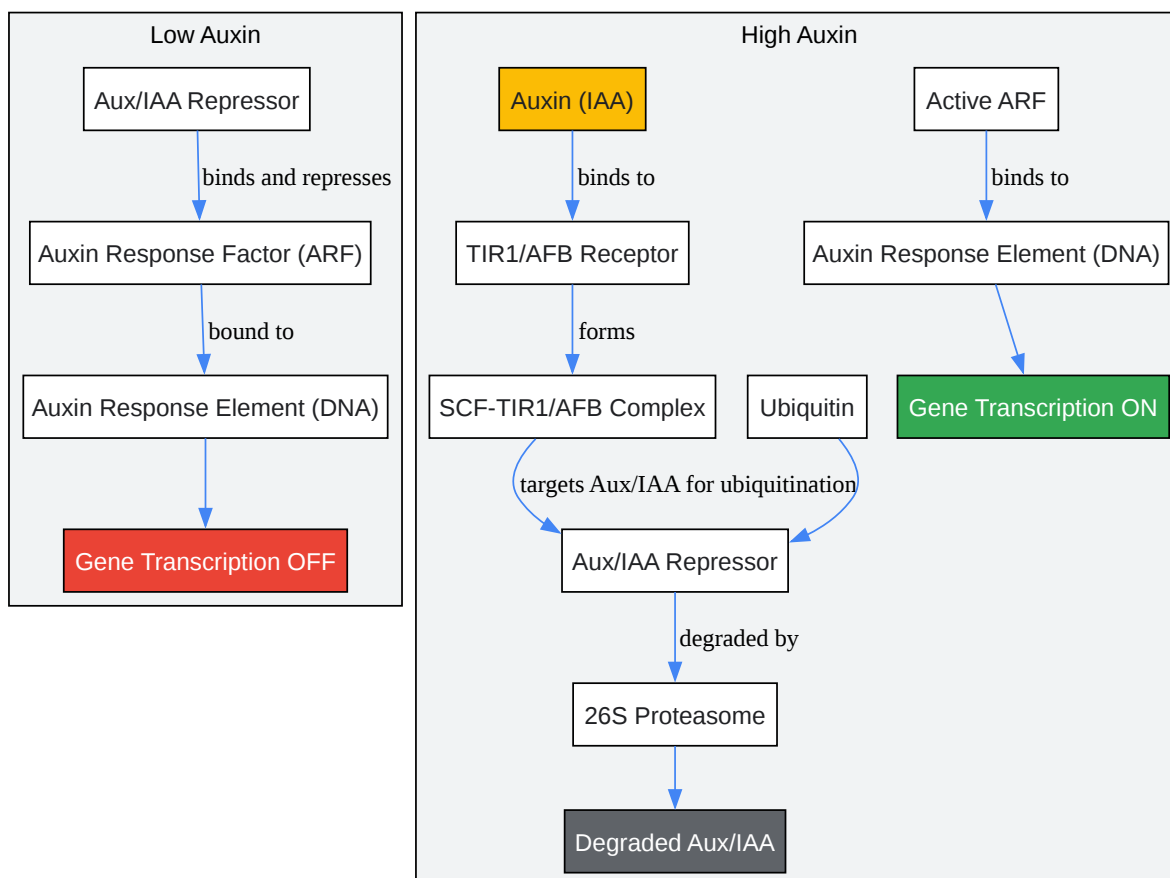 Low Auxin
Aux/IAA Repressor
binds and represses
Auxin Response Factor (ARF)
bound to
Auxin Response Element (DNA)
Gene Transcription OFF
High Auxin
Auxin (IAA)
binds to
TIR1/AFB Receptor
forms
SCF-TIR1/AFB Complex
Ubiquitin
targets Aux/IAA for ubiquitination
Aux/IAA Repressor
degraded by
26S Proteasome
Degraded Aux/IAA
Active ARF
binds to
Auxin Response Element (DNA)
Gene Transcription ON